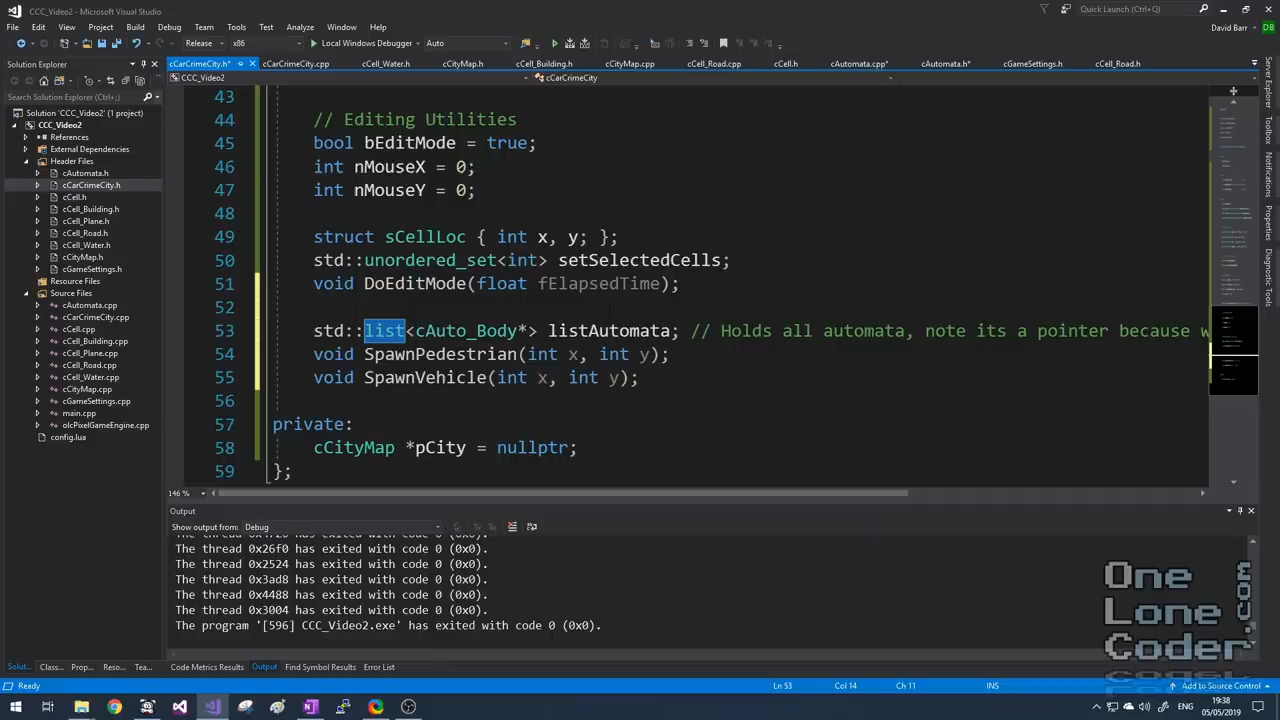 CCC_Video2 - Microsoft Visual Studio
Quick Launch (Ctrl+Q)
File Edit View Project Build Debug Team Tools Test Analyze Window Help
David Barr DB
Release x86 Local Windows Debugger Auto
Solution Explorer
cCarCrimeCity.h* cCarCrimeCity.cpp cCell_Water.h cCityMap.h cCell_Building.h cCityMap.cpp cCell_Road.cpp cCell.h cAutomata.cpp* cAutomata.h* cGameSettings.h cCell_Road.h
CCC_Video2 cCarCrimeCity
Search Solution Explorer (Ctrl+;)
Solution 'CCC_Video2' (1 project)
CCC_Video2
References
External Dependencies
Header Files
cAutomata.h
cCarCrimeCity.h
cCell.h
cCell_Building.h
cCell_Plane.h
cCell_Road.h
cCell_Water.h
cCityMap.h
cGameSettings.h
Resource Files
Source Files
cAutomata.cpp
cCarCrimeCity.cpp
cCell.cpp
cCell_Building.cpp
cCell_Plane.cpp
cCell_Road.cpp
cCell_Water.cpp
cCityMap.cpp
cGameSettings.cpp
main.cpp
olcPixelGameEngine.cpp
config.lua
43
44 // Editing Utilities
45 bool bEditMode = true;
46 int nMouseX = 0;
47 int nMouseY = 0;
48
49 struct sCellLoc { int x, y; };
50 std::unordered_set<int> setSelectedCells;
51 void DoEditMode(float fElapsedTime);
52
53 std::list<cAuto_Body*> listAutomata; // Holds all automata, note its a pointer because w
54 void SpawnPedestrian(int x, int y);
55 void SpawnVehicle(int x, int y);
56
57 private:
58 cCityMap *pCity = nullptr;
59 };
Server Explorer
Toolbox
Notifications
Properties
Diagnostic Tools
146 %
Output
Show output from: Debug
The thread 0x26f0 has exited with code 0 (0x0).
The thread 0x2524 has exited with code 0 (0x0).
The thread 0x3ad8 has exited with code 0 (0x0).
The thread 0x4488 has exited with code 0 (0x0).
The thread 0x3004 has exited with code 0 (0x0).
The program '[596] CCC_Video2.exe' has exited with code 0 (0x0).
One
Lone
Coder
.com
Solut... Class... Prop... Reso... Tea... Code Metrics Results Output Find Symbol Results Error List
Ready Ln 53 Col 14 Ch 11 INS Add to Source Control
19:38
05/05/2019